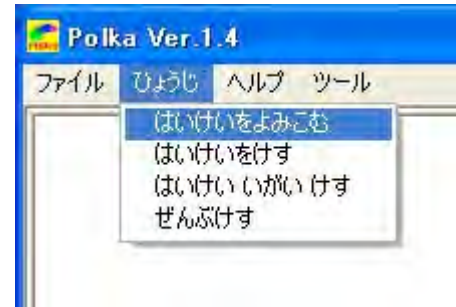 Polka Ver.1.4
ファイル ひょうじ ヘルプ ツール
はいけいをよみこむ
はいけいをけす
はいけい いがい けす
ぜんぶけす